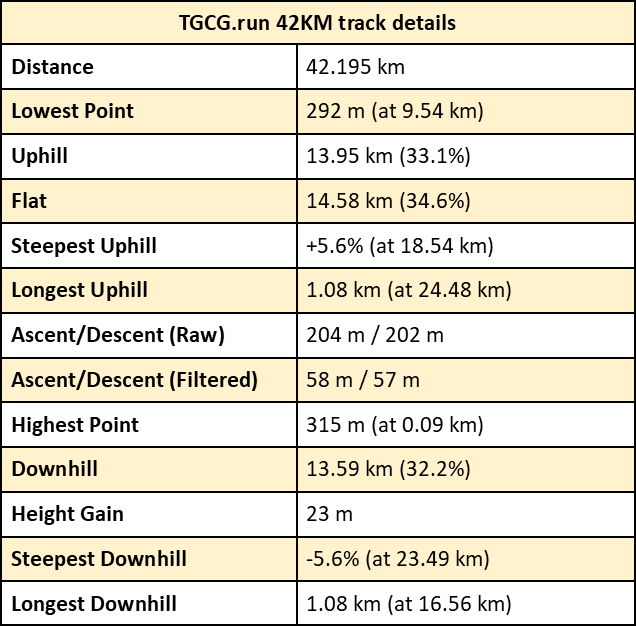 TGCG.run 42KM track details
Distance 42.195 km
Lowest Point 292 m (at 9.54 km)
Uphill 13.95 km (33.1%)
Flat 14.58 km (34.6%)
Steepest Uphill +5.6% (at 18.54 km)
Longest Uphill 1.08 km (at 24.48 km)
Ascent/Descent (Raw) 204 m / 202 m
Ascent/Descent (Filtered) 58 m / 57 m
Highest Point 315 m (at 0.09 km)
Downhill 13.59 km (32.2%)
Height Gain 23 m
Steepest Downhill -5.6% (at 23.49 km)
Longest Downhill 1.08 km (at 16.56 km)